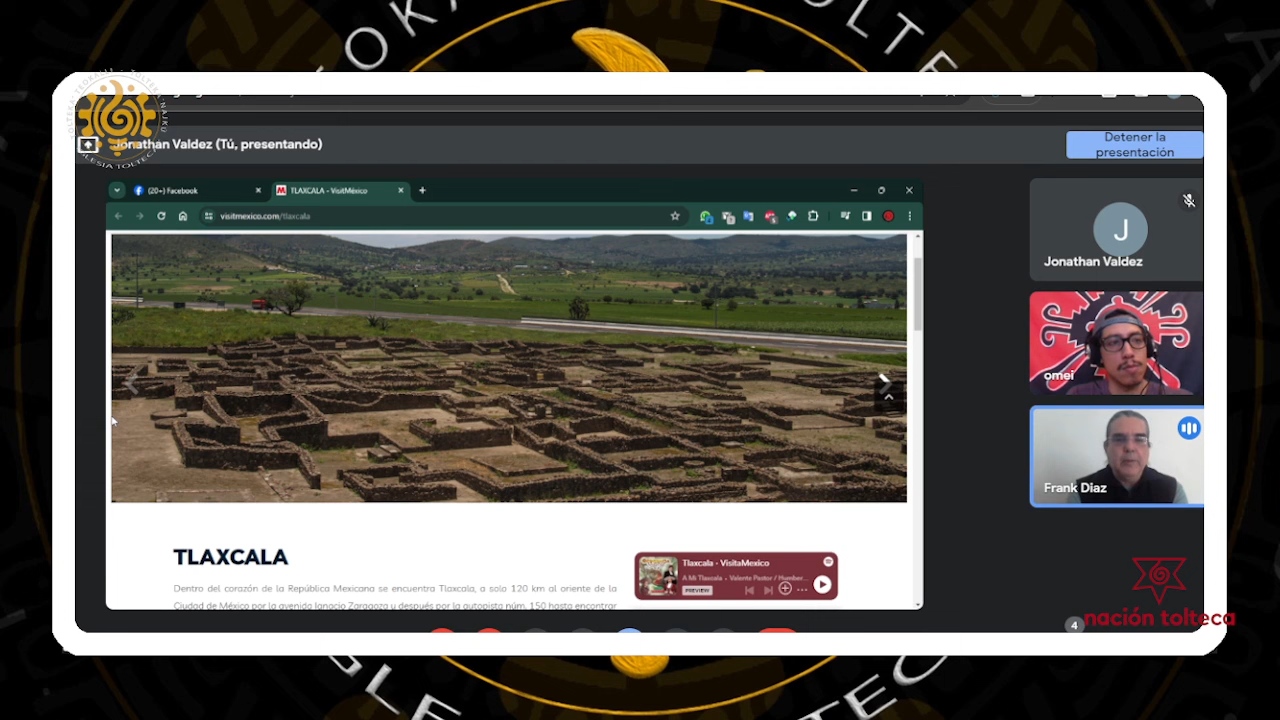 Jonathan Valdez (Tú, presentando)
Detener la
presentación
(20+) Facebook
TLAXCALA - VisitMéxico
visitmexico.com/tlaxcala
J
Jonathan Valdez
omei
Frank Diaz
TLAXCALA
Dentro del corazón de la República Mexicana se encuentra Tlaxcala, a solo 120 km al oriente de la
Ciudad de México por la avenida Ignacio Zaragoza y después por la autopista núm. 150 hasta encontrar
Tlaxcala - VisitaMexico
A Mi Tlaxcala • Valente Pastor / Humber...
PREVIEW
4
nación tolteca